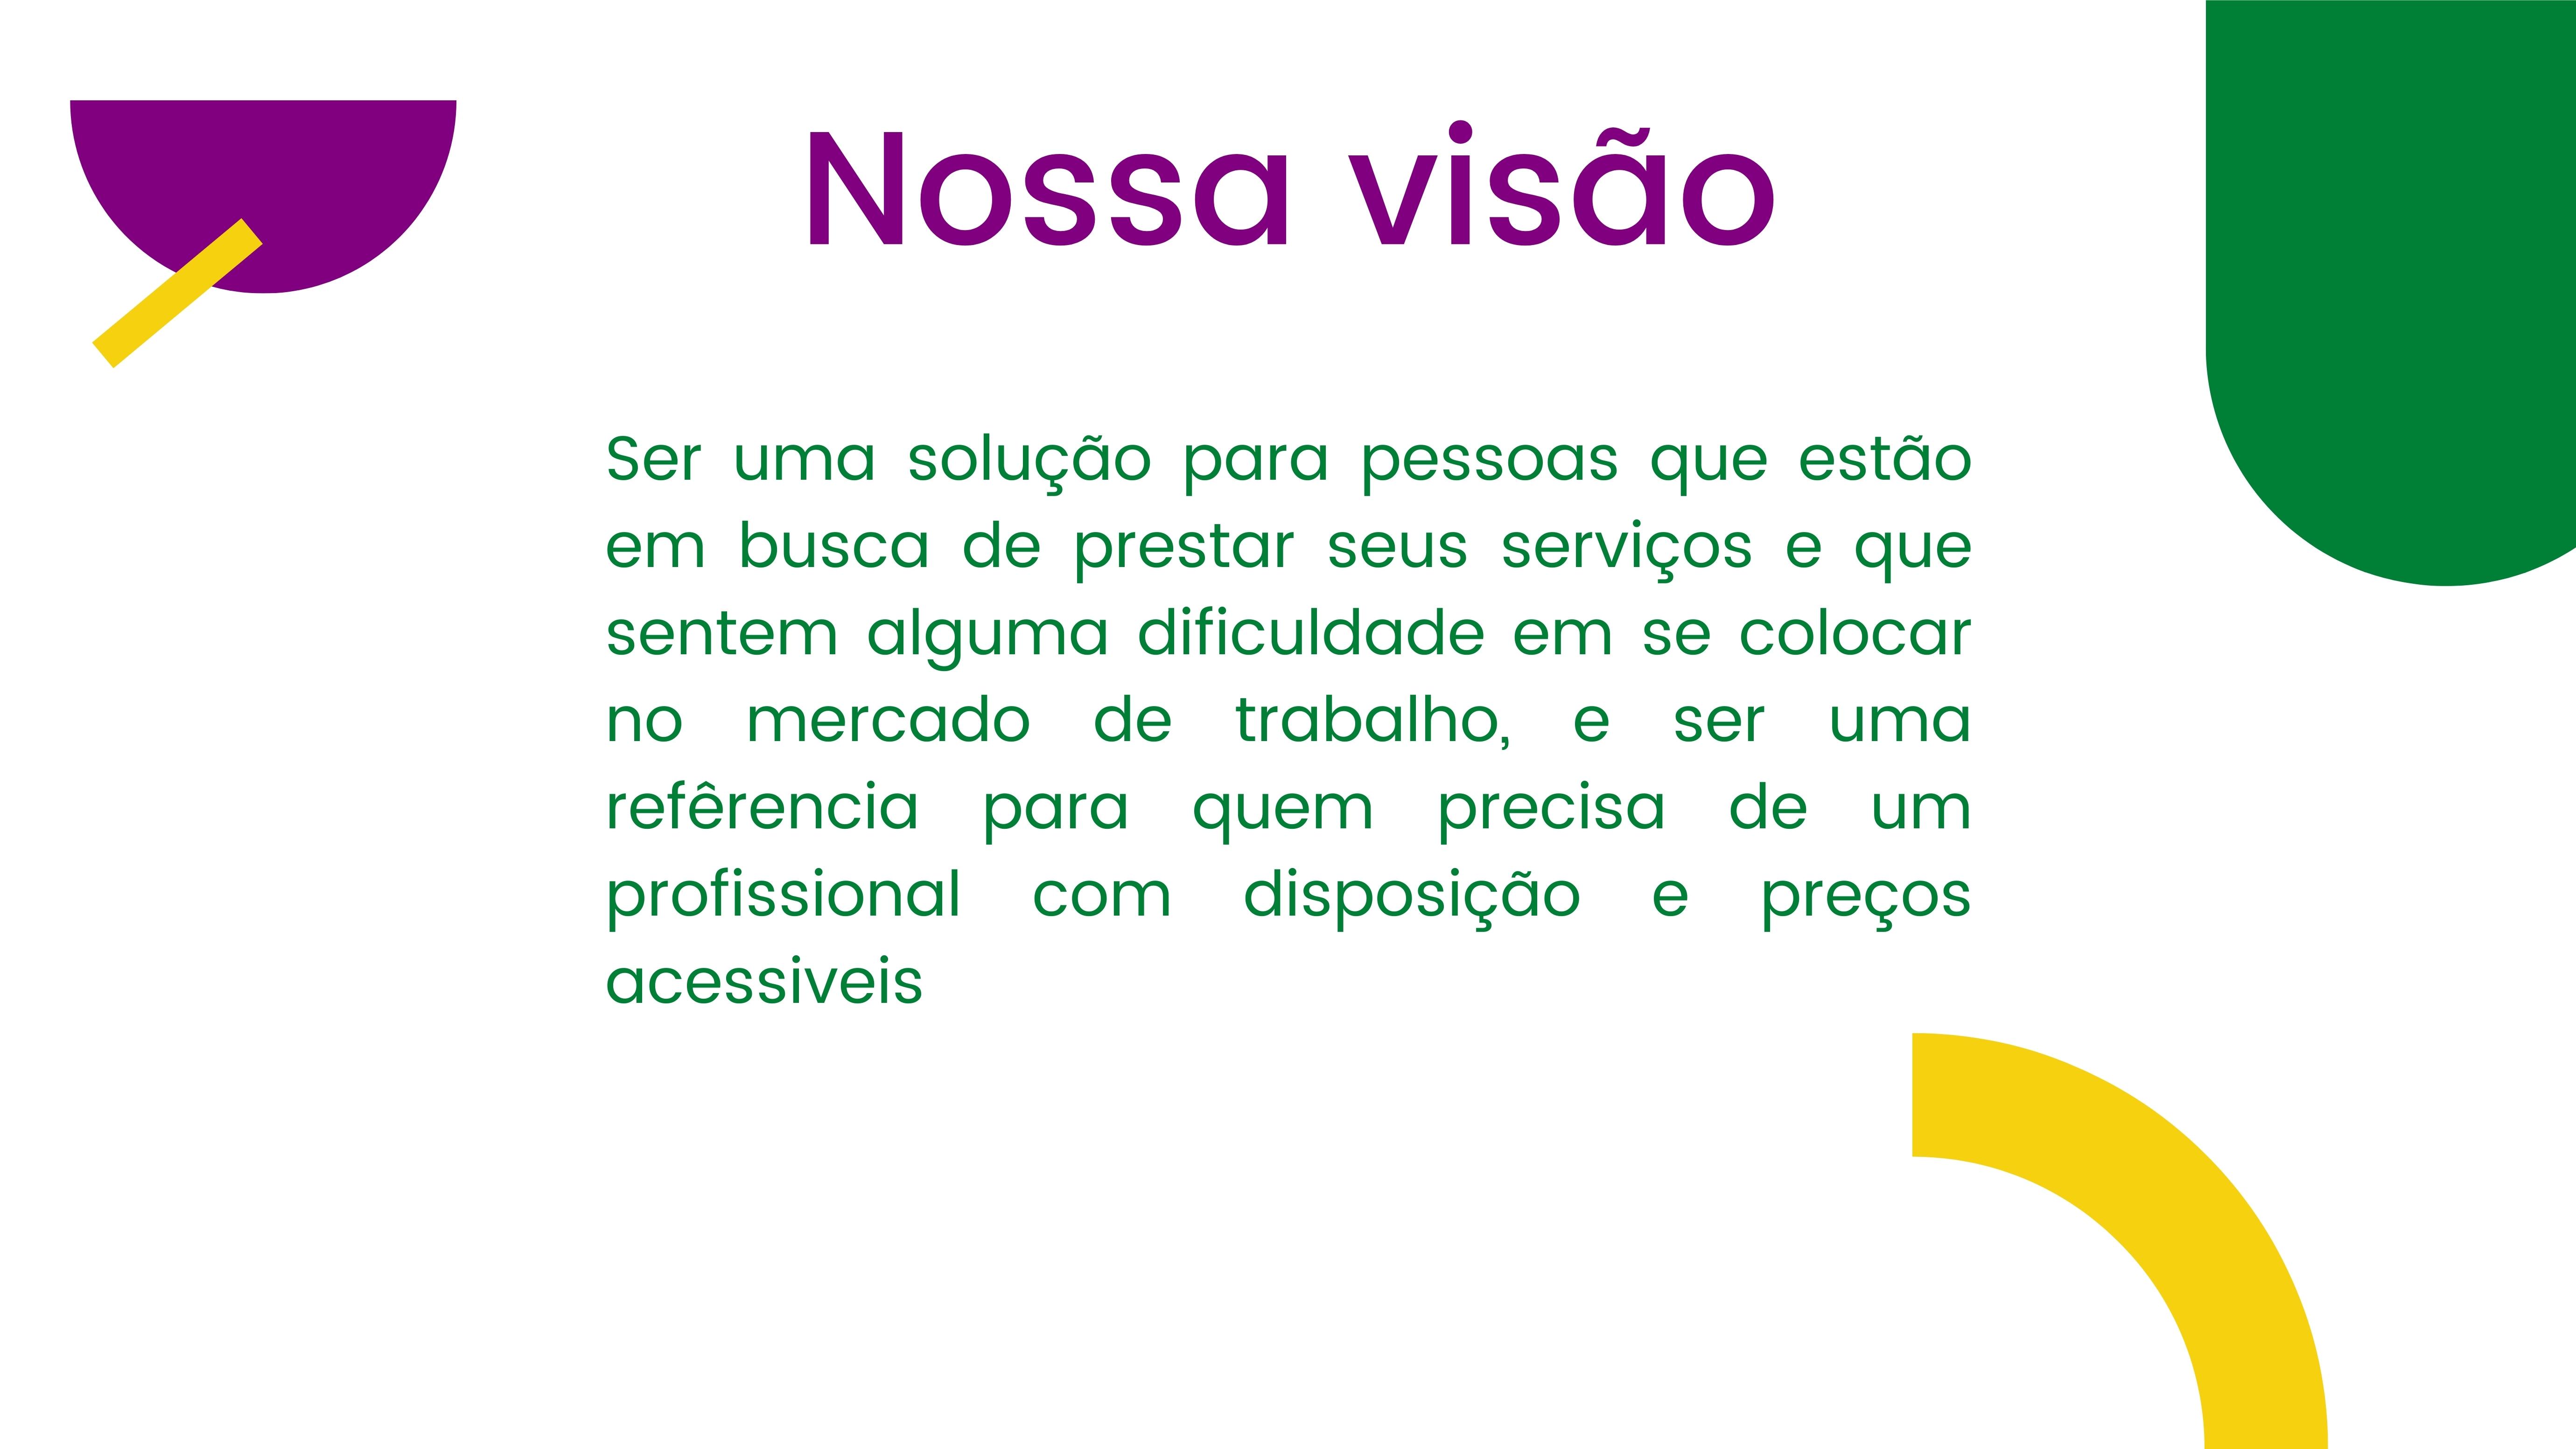 Nossa visão
Ser uma solução para pessoas que estão
em busca de prestar seus serviços e que
sentem alguma dificuldade em se colocar
no mercado de trabalho, e ser uma
refêrencia para quem precisa de um
profissional com disposição e preços
acessiveis